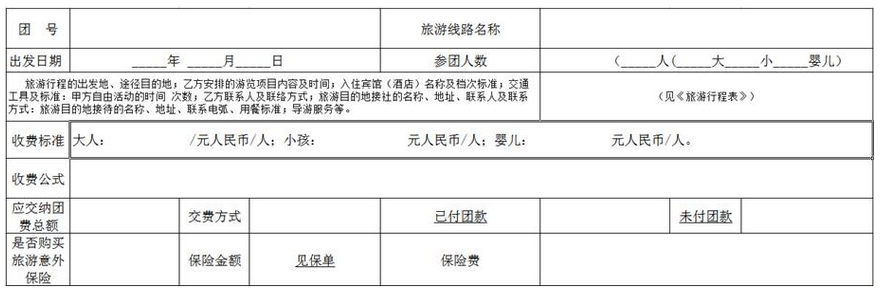 团 号 旅游线路名称
出发日期 _____年 _____月_____日 参团人数 (_____人(_____大_____小_____婴儿)
旅游行程的出发地、途径目的地；乙方安排的游览项目内容及时间；入住宾馆（酒店）名称及档次标准；交通
工具及标准：甲方自由活动的时间 次数；乙方联系人及联络方式；旅游目的地接社的名称、地址、联系人及联系
方式：旅游目的地接待的名称、地址、联系电弧、用餐标准；导游服务等。
（见《旅游行程表》）
收费标准 大人： /元人民币/人；小孩： 元人民币/人；婴儿： 元人民币/人。
收费公式
应交纳团
费总额
交费方式 已付团款 未付团款
是否购买
旅游意外
保险
保险金额 见保单 保险费